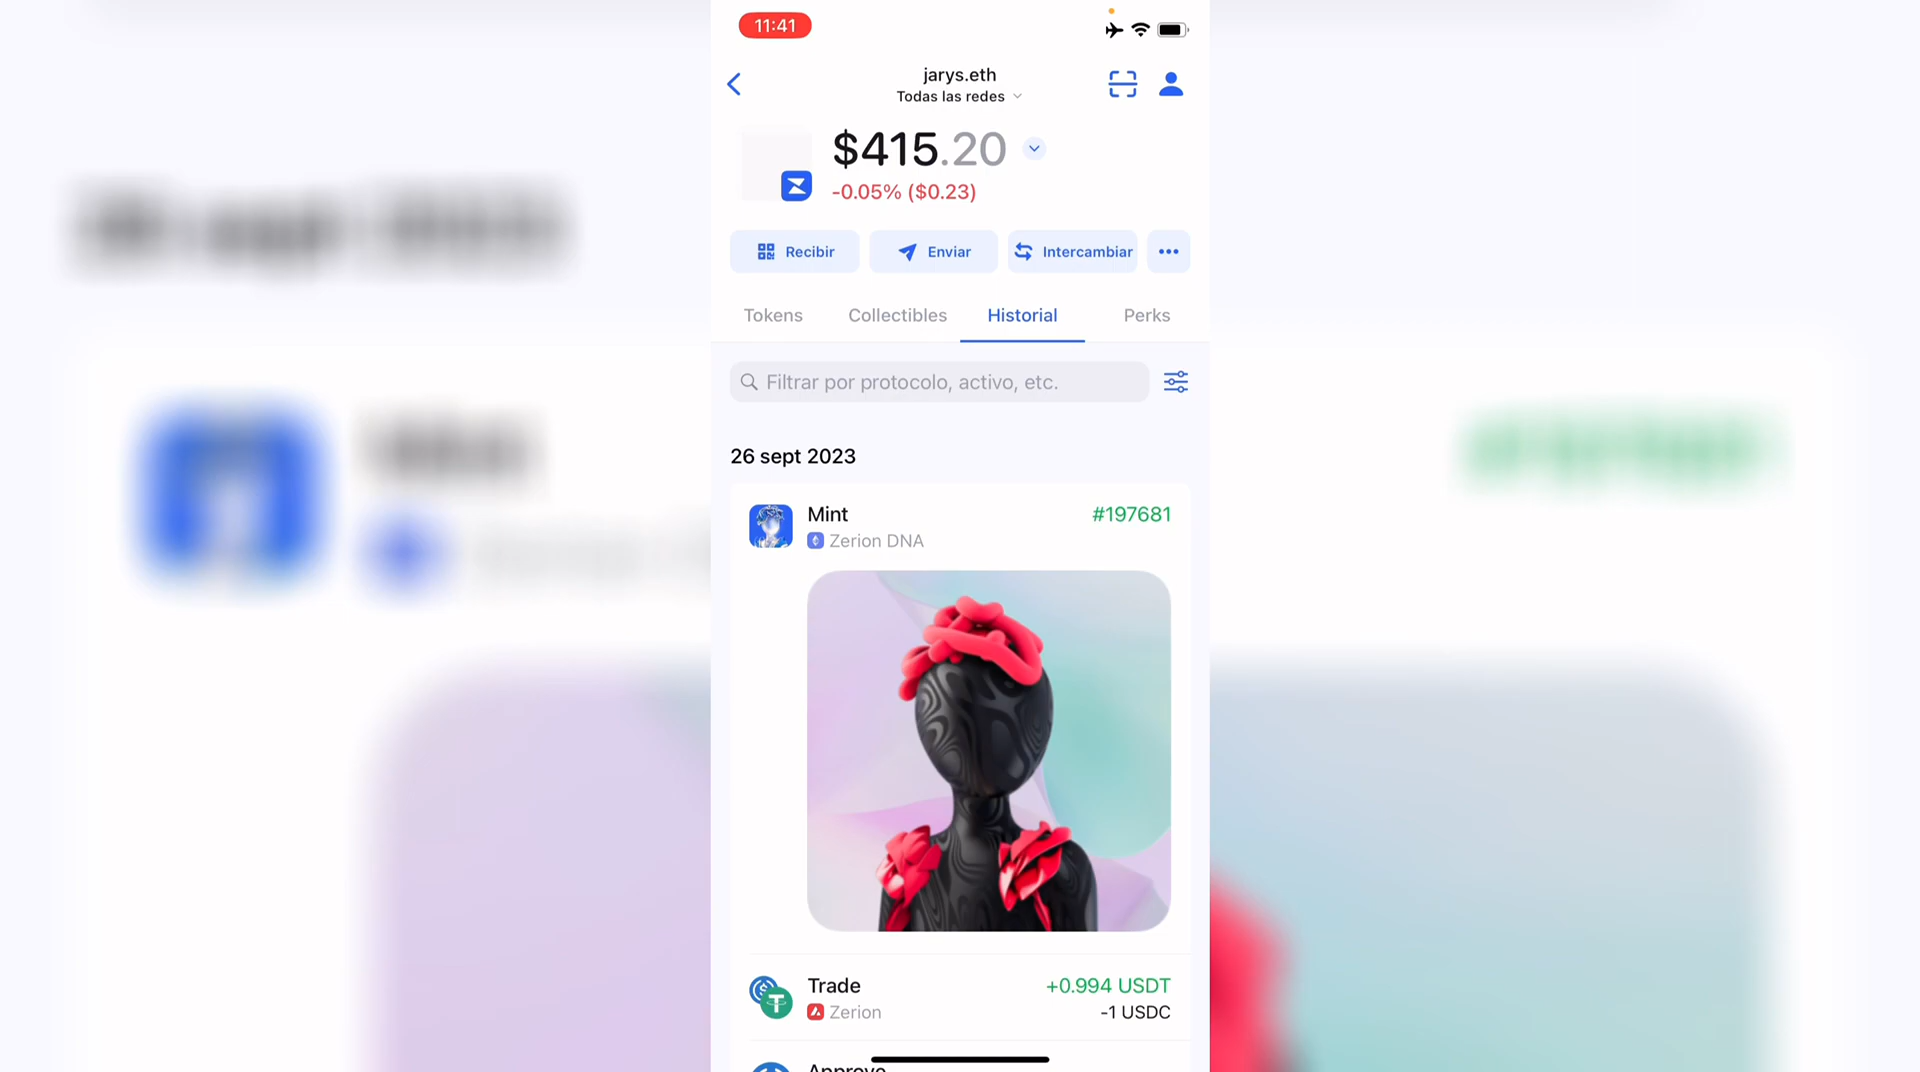 11:41
jarys.eth
Todas las redes
$415.20
-0.05% ($0.23)
Recibir
Enviar
Intercambiar
Tokens
Collectibles
Historial
Perks
Filtrar por protocolo, activo, etc.
26 sept 2023
Mint
#197681
Zerion DNA
Trade
+0.994 USDT
Zerion
-1 USDC
Approve